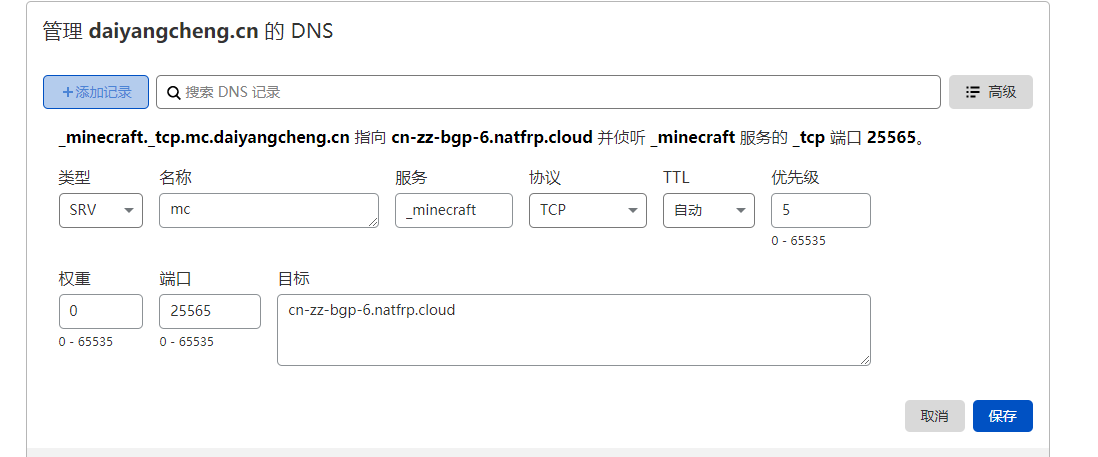 管理 daiyangcheng.cn 的 DNS
+添加记录 搜索 DNS 记录 高级
_minecraft._tcp.mc.daiyangcheng.cn 指向 cn-zz-bgp-6.natfrp.cloud 并侦听 _minecraft 服务的 _tcp 端口 25565。
类型 名称 服务 协议 TTL 优先级
SRV mc _minecraft TCP 自动 5
0 - 65535
权重 端口 目标
0 25565 cn-zz-bgp-6.natfrp.cloud
0 - 65535 0 - 65535
取消 保存